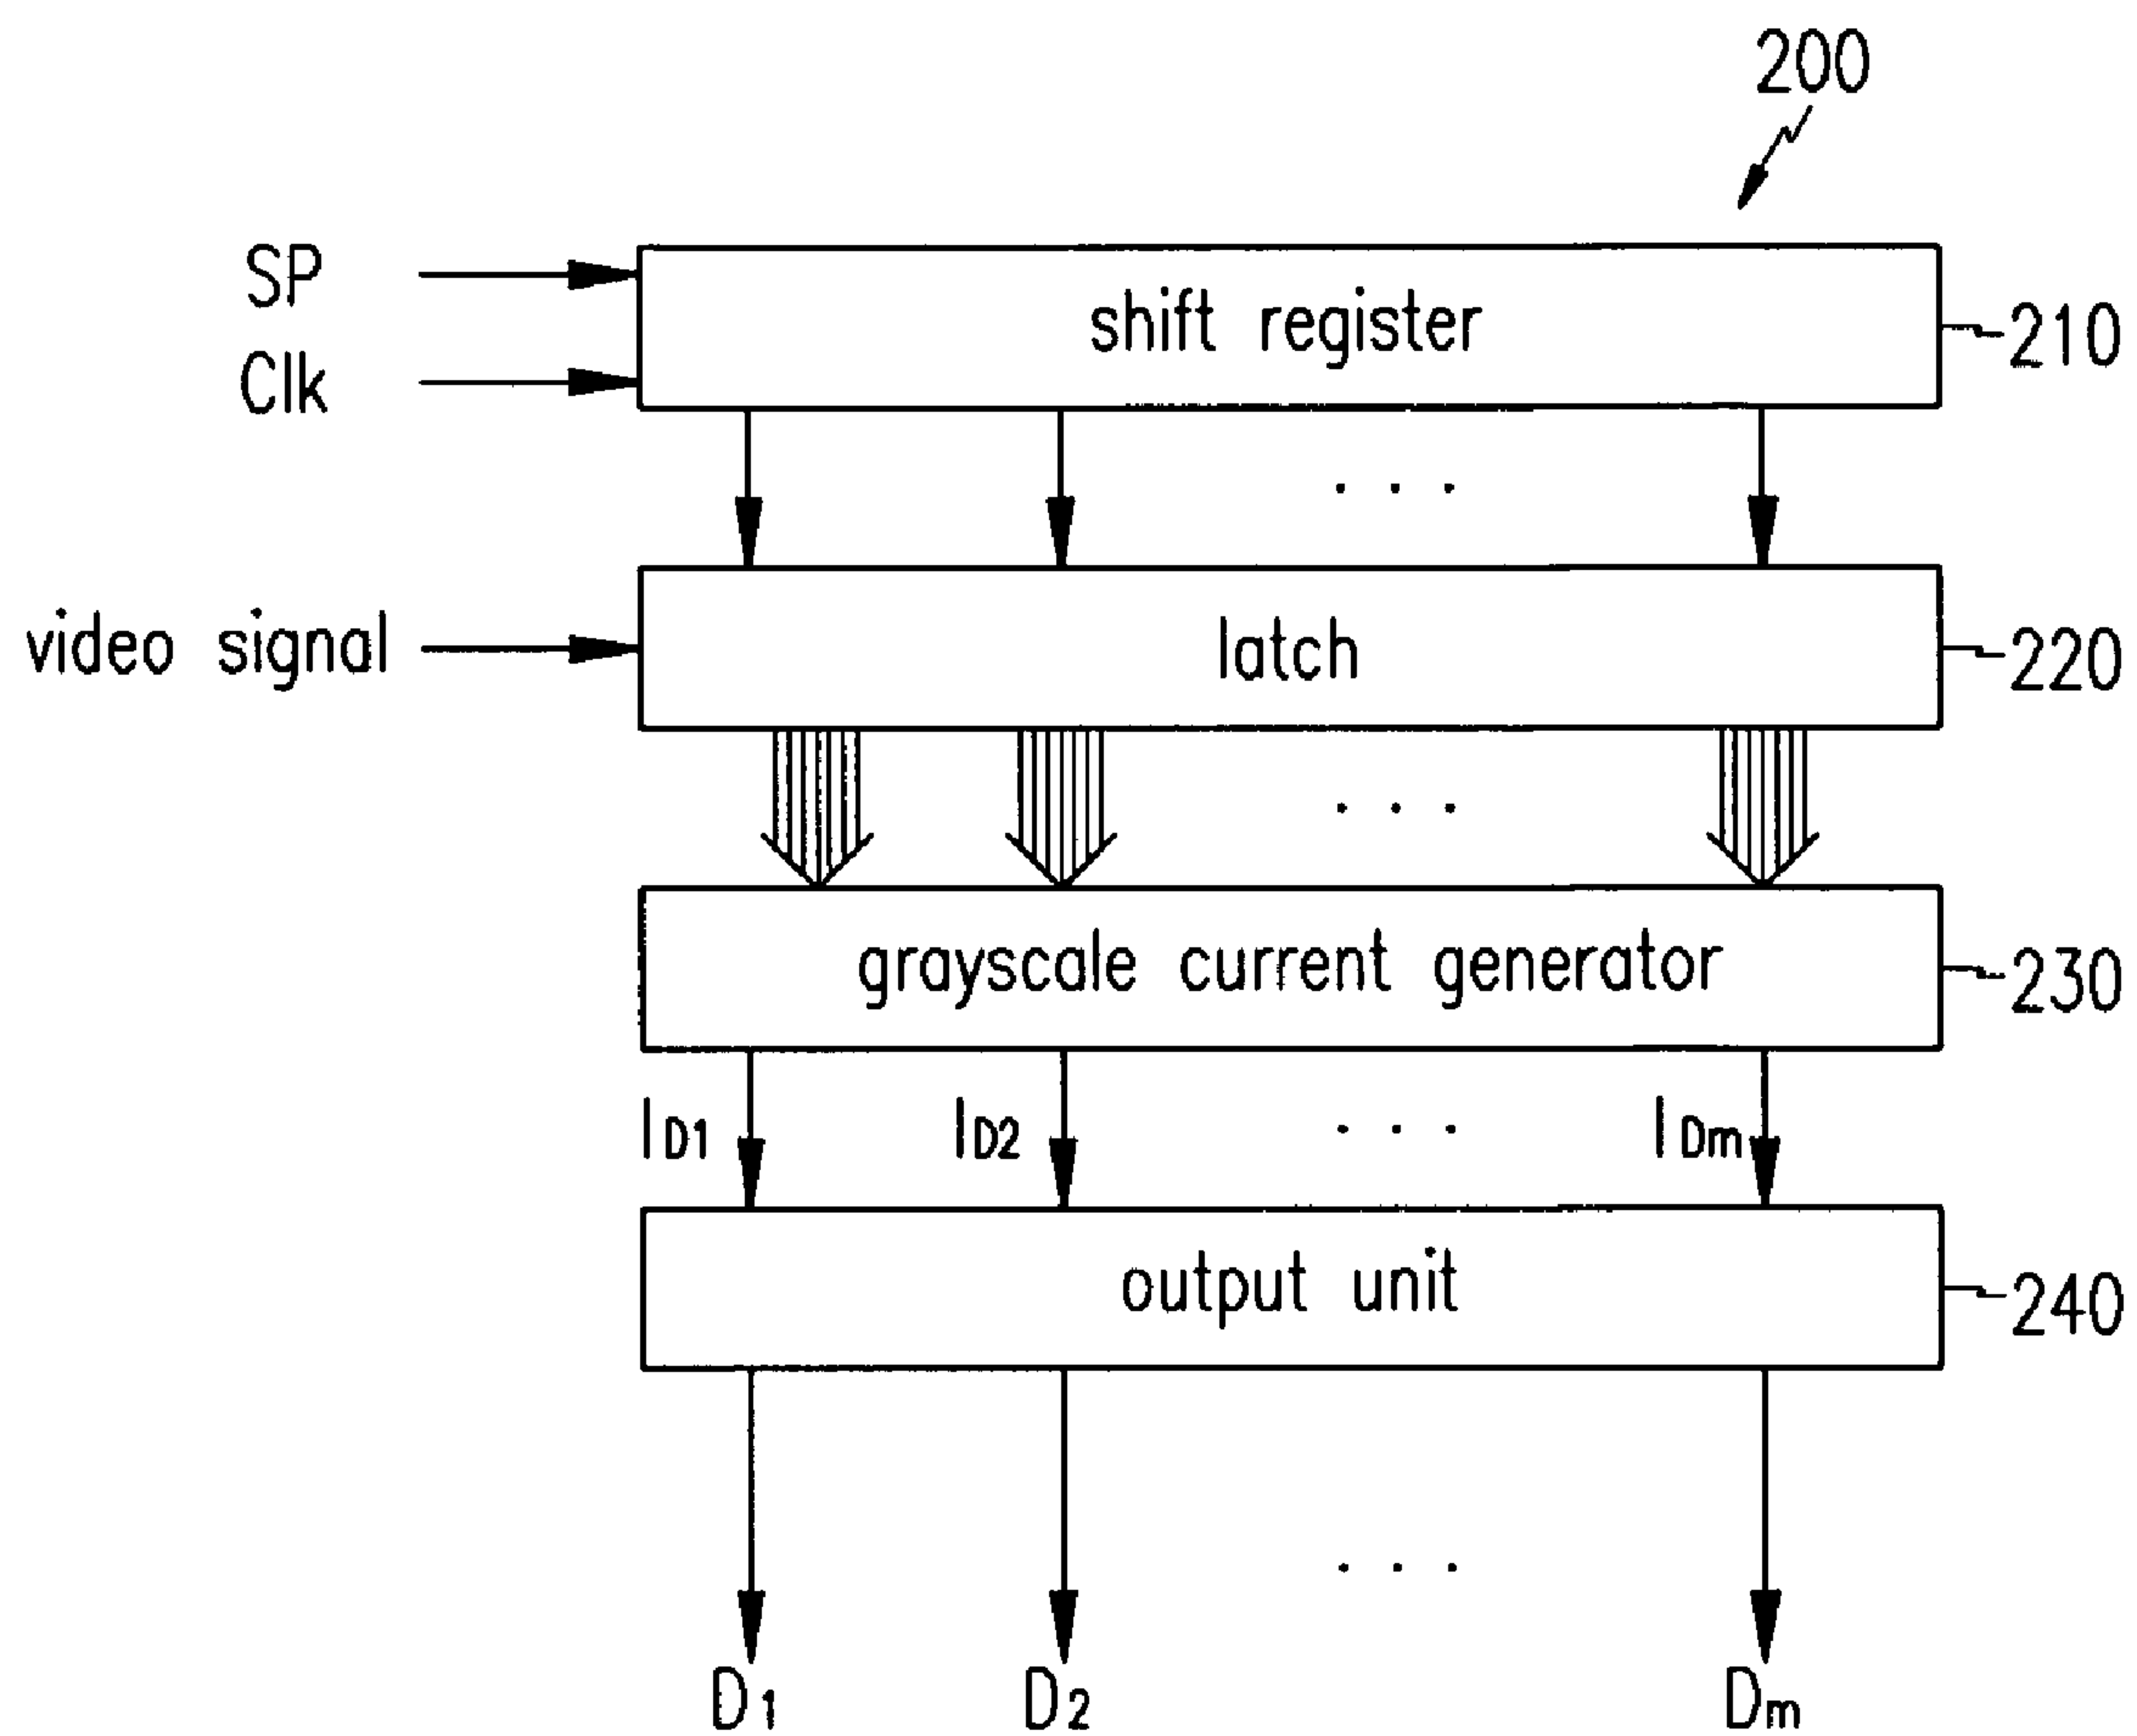 200
SP
Clk
shift register
210
. . .
video signal
latch
220
. . .
grayscale current generator
230
ID1
ID2
. . .
IDm
output unit
240
. . .
D1
D2
Dm